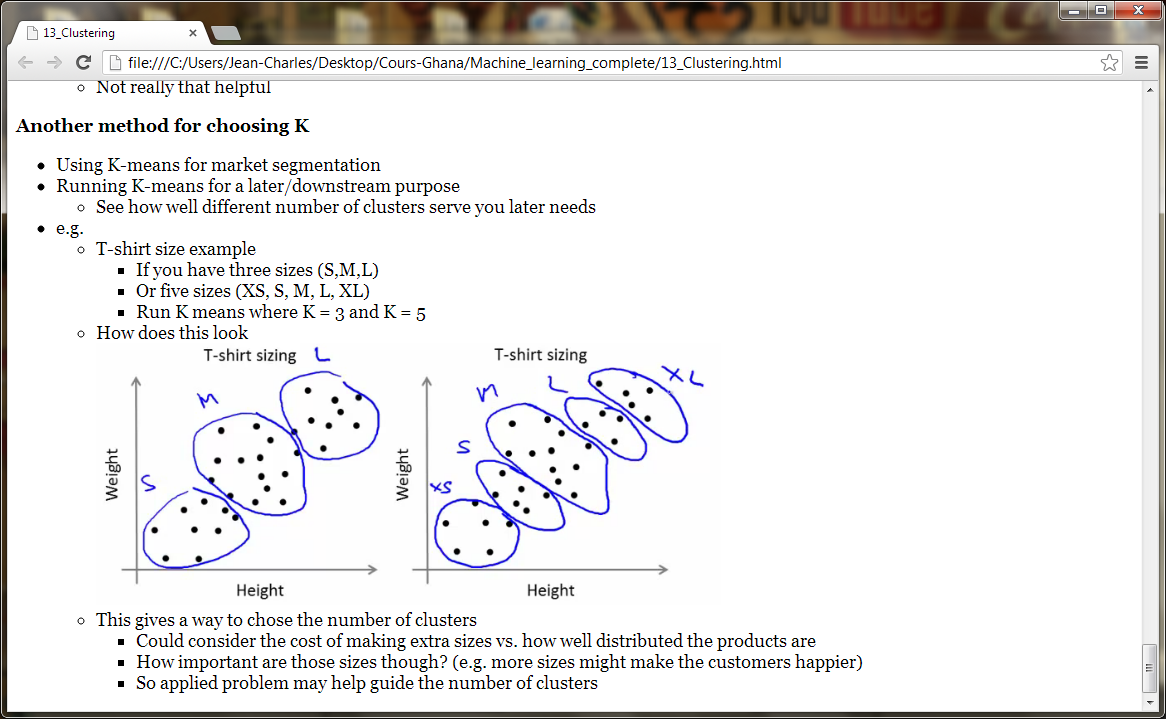 YOU TUBE
13_Clustering
file:///C:/Users/Jean-Charles/Desktop/Cours-Ghana/Machine_learning_complete/13_Clustering.html
Not really that helpful
Another method for choosing K
Using K-means for market segmentation
Running K-means for a later/downstream purpose
See how well different number of clusters serve you later needs
e.g.
T-shirt size example
If you have three sizes (S,M,L)
Or five sizes (XS, S, M, L, XL)
Run K means where K = 3 and K = 5
How does this look
T-shirt sizing L
M
S
Weight
Height
T-shirt sizing
XL
L
M
S
XS
Weight
Height
This gives a way to chose the number of clusters
Could consider the cost of making extra sizes vs. how well distributed the products are
How important are those sizes though? (e.g. more sizes might make the customers happier)
So applied problem may help guide the number of clusters